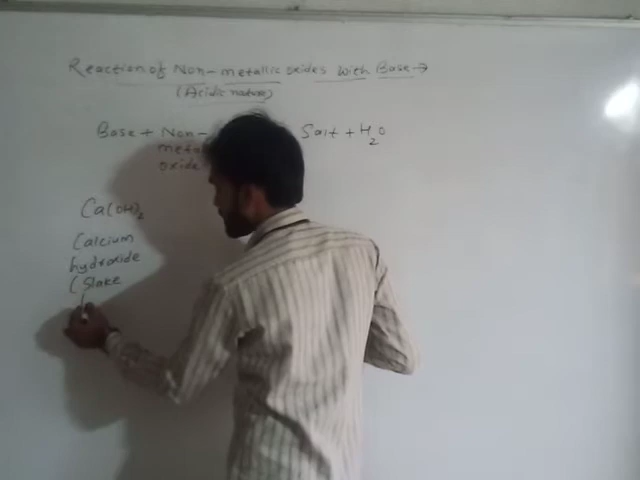 Reaction of Non-metallic oxides with Base →
(Acidic nature)
Base + Non- Salt + H2O
metal
oxide
Ca(OH)2
Calcium
hydroxide
(Slake